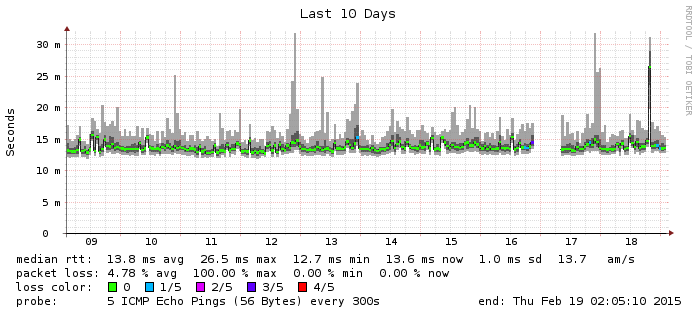 Last 10 Days
RRDTOOL / TOBI OETIKER
Seconds
30 m
25 m
20 m
15 m
10 m
5 m
0
09 10 11 12 13 14 15 16 17 18
median rtt: 13.8 ms avg 26.5 ms max 12.7 ms min 13.6 ms now 1.0 ms sd 13.7 am/s
packet loss: 4.78 % avg 100.00 % max 0.00 % min 0.00 % now
loss color: 0 1/5 2/5 3/5 4/5
probe: 5 ICMP Echo Pings (56 Bytes) every 300s end: Thu Feb 19 02:05:10 2015